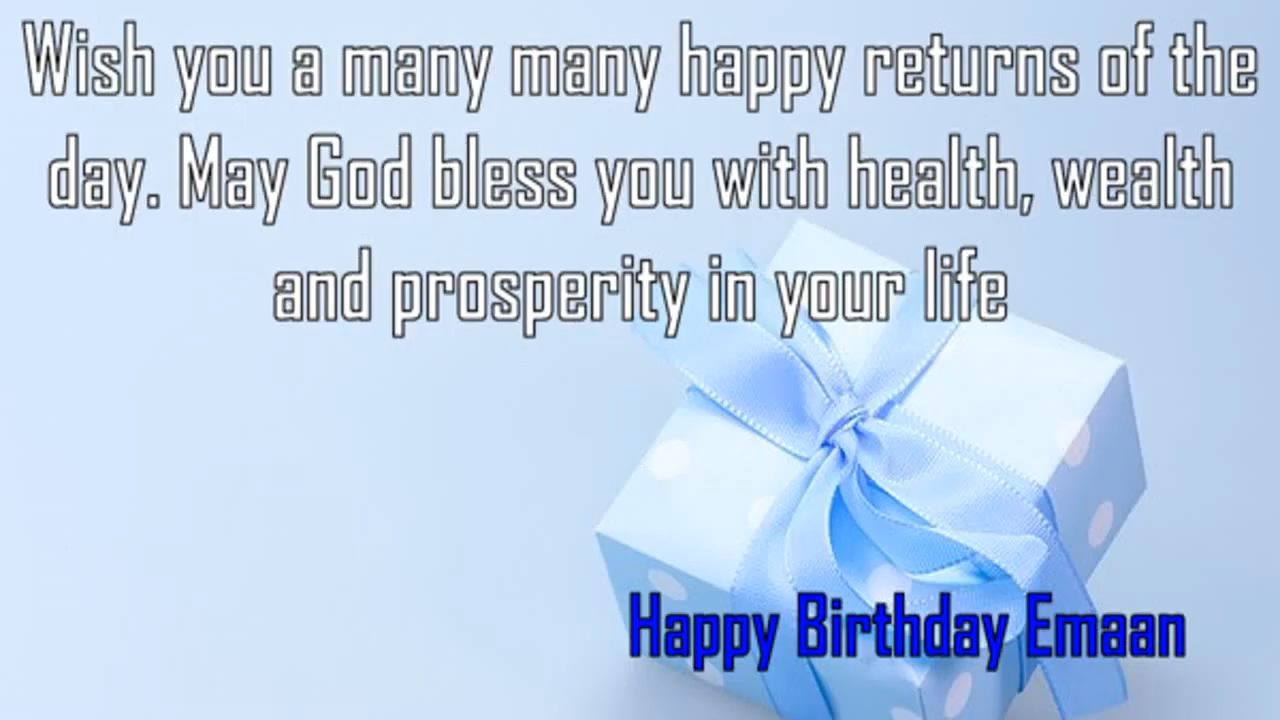 Wish you a many many happy returns of the
day. May God bless you with health, wealth
and prosperity in your life
Happy Birthday Emaan